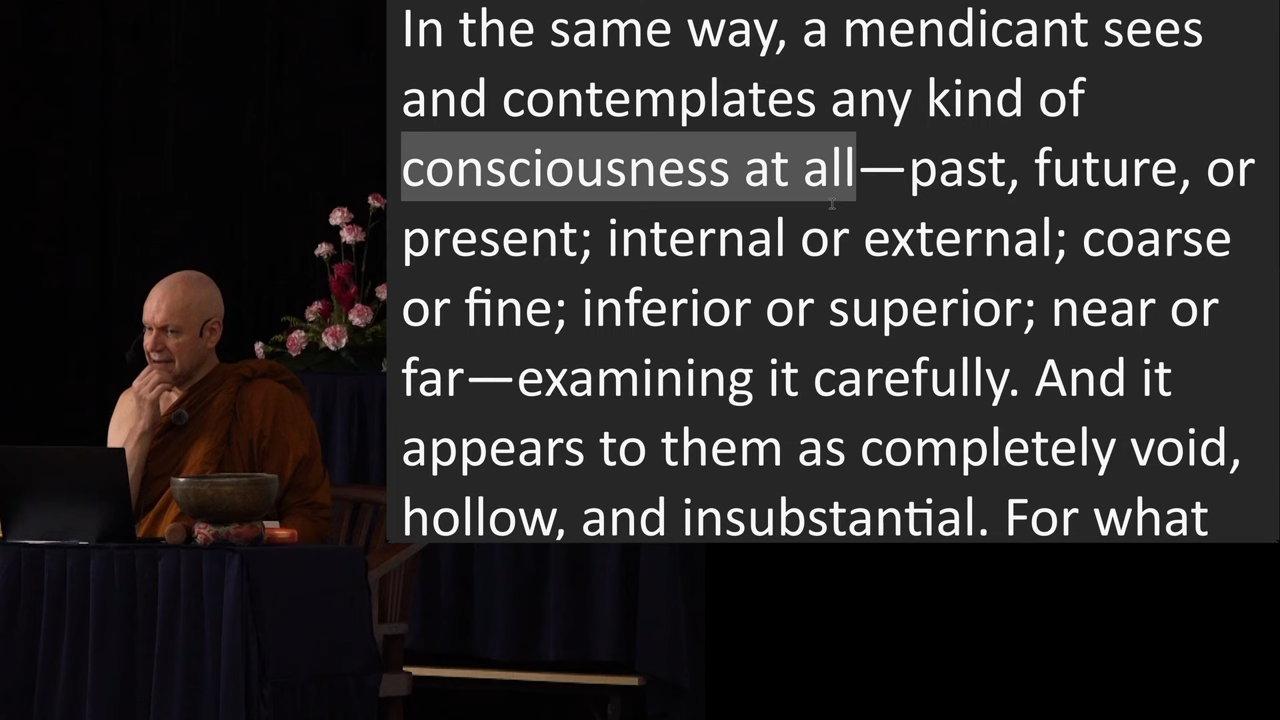 In the same way, a mendicant sees
and contemplates any kind of
consciousness at all—past, future, or
present; internal or external; coarse
or fine; inferior or superior; near or
far—examining it carefully. And it
appears to them as completely void,
hollow, and insubstantial. For what